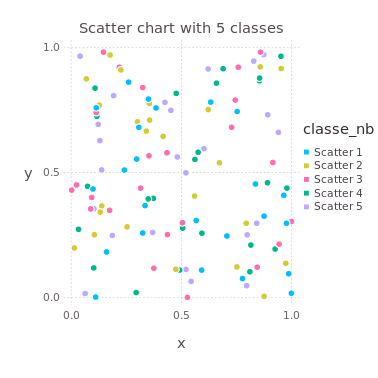 Scatter chart with 5 classes
1.0
0.5
0.0
y
0.0
0.5
1.0
x
classe_nb
Scatter 1
Scatter 2
Scatter 3
Scatter 4
Scatter 5